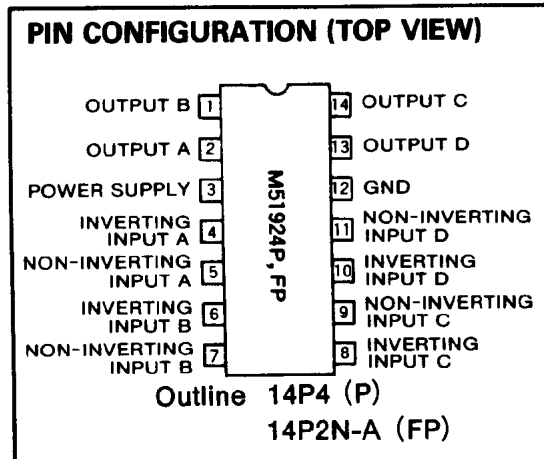 PIN CONFIGURATION (TOP VIEW)
OUTPUT B 1
14 OUTPUT C
OUTPUT A 2
13 OUTPUT D
POWER SUPPLY 3
12 GND
INVERTING
INPUT A 4
11 NON-INVERTING
INPUT D
NON-INVERTING
INPUT A 5
10 INVERTING
INPUT D
INVERTING
INPUT B 6
9 NON-INVERTING
INPUT C
NON-INVERTING
INPUT B 7
8 INVERTING
INPUT C
M51924P,FP
Outline 14P4 (P)
14P2N-A (FP)